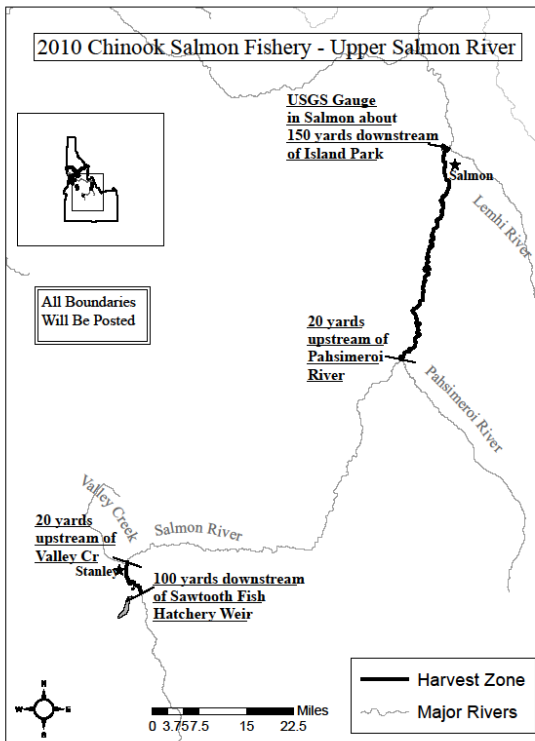 2010 Chinook Salmon Fishery - Upper Salmon River
USGS Gauge
in Salmon about
150 yards downstream
of Island Park
Salmon
Lemhi River
All Boundaries
Will Be Posted
20 yards
upstream of
Pahsimeroi
River
Pahsimeroi River
Valley Creek
Salmon River
20 yards
upstream of
Valley Cr
Stanley
100 yards downstream
of Sawtooth Fish
Hatchery Weir
N
W E
S
Miles
0 3.757.5 15 22.5
Harvest Zone
Major Rivers